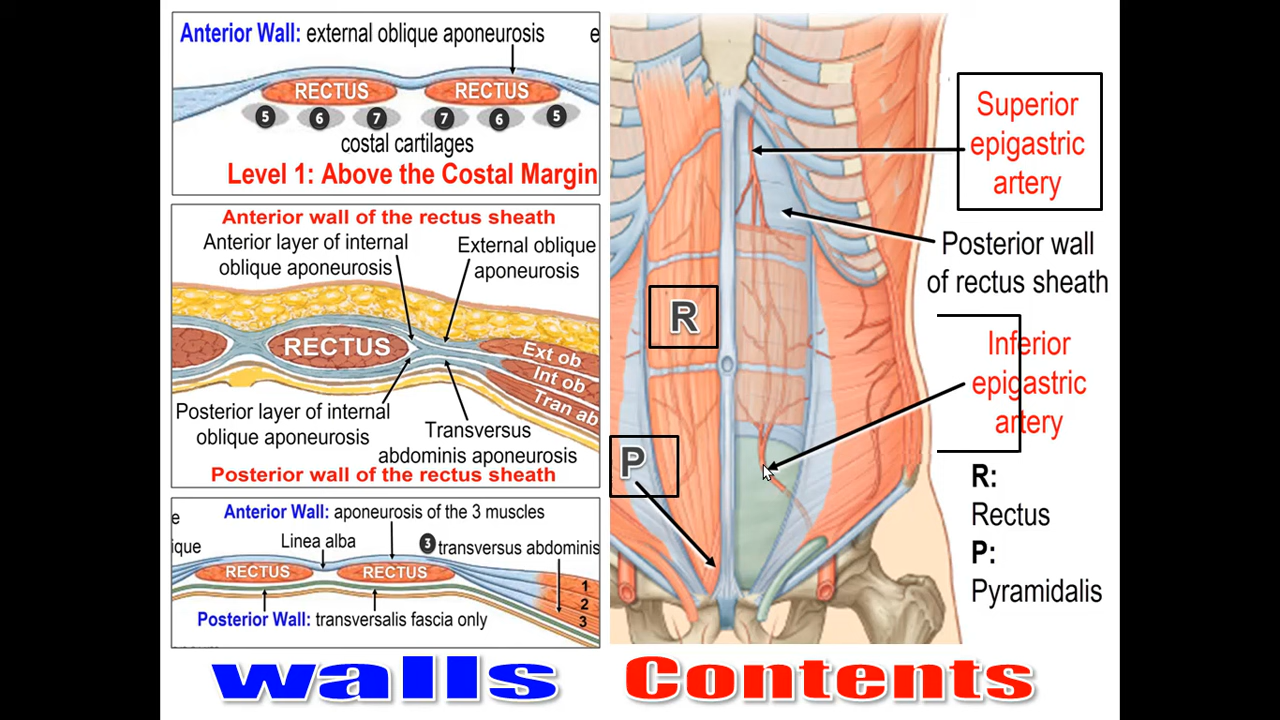 Anterior Wall: external oblique aponeurosis e
RECTUS RECTUS
5 6 7 7 6 5
costal cartilages
Level 1: Above the Costal Margin
Anterior wall of the rectus sheath
Anterior layer of internal
oblique aponeurosis
External oblique
aponeurosis
RECTUS
Ext ob
Int ob
Tran ab
Posterior layer of internal
oblique aponeurosis
Transversus
abdominis aponeurosis
Posterior wall of the rectus sheath
e
ique
Anterior Wall: aponeurosis of the 3 muscles
Linea alba
3 transversus abdominis
RECTUS RECTUS
1
2
3
Posterior Wall: transversalis fascia only
walls
Superior
epigastric
artery
Posterior wall
of rectus sheath
R
Inferior
epigastric
artery
P
R:
Rectus
P:
Pyramidalis
Contents